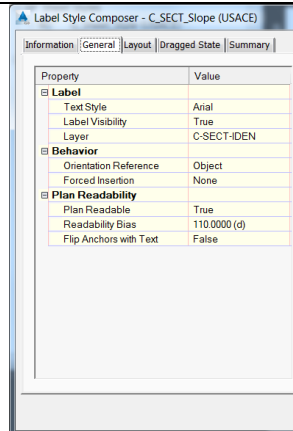 Label Style Composer - C_SECT_Slope (USACE)
Information General Layout Dragged State Summary
Property Value
Label
Text Style Arial
Label Visibility True
Layer C-SECT-IDEN
Behavior
Orientation Reference Object
Forced Insertion None
Plan Readability
Plan Readable True
Readability Bias 110.0000 (d)
Flip Anchors with Text False